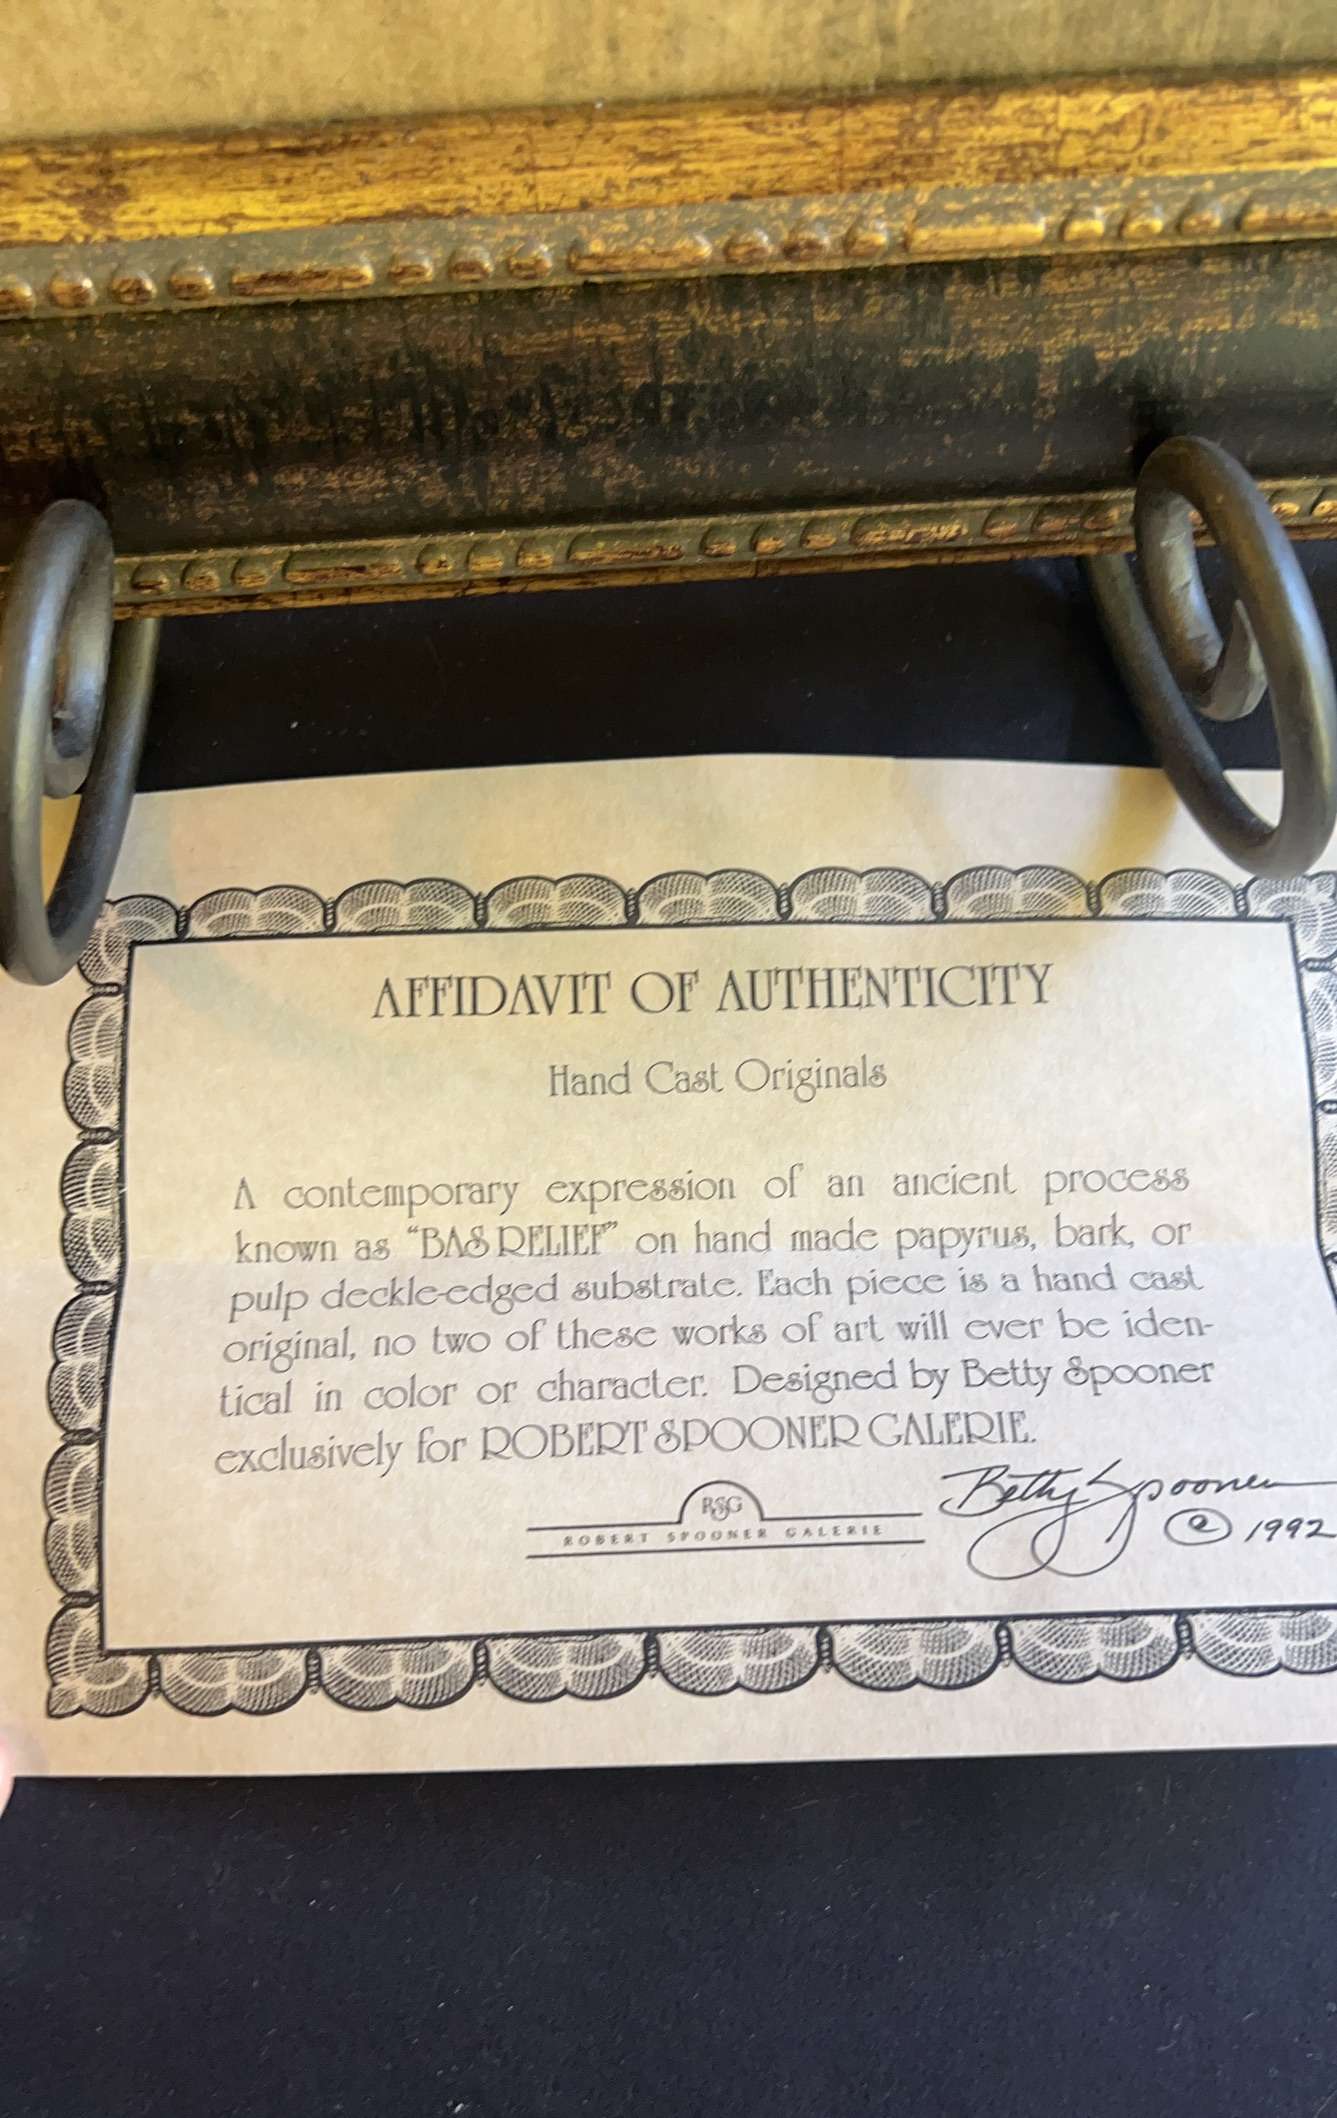 AFFIDAVIT OF AUTHENTICITY
Hand Cast Originals
A contemporary expression of an ancient process
known as "BAS RELIEF" on hand made papyrus, bark, or
pulp deckle-edged substrate. Each piece is a hand cast
original, no two of these works of art will ever be iden-
tical in color or character. Designed by Betty Spooner
exclusively for ROBERT SPOONER GALERIE.
RSG
ROBERT SPOONER GALERIE
Betty Spooner
© 1992